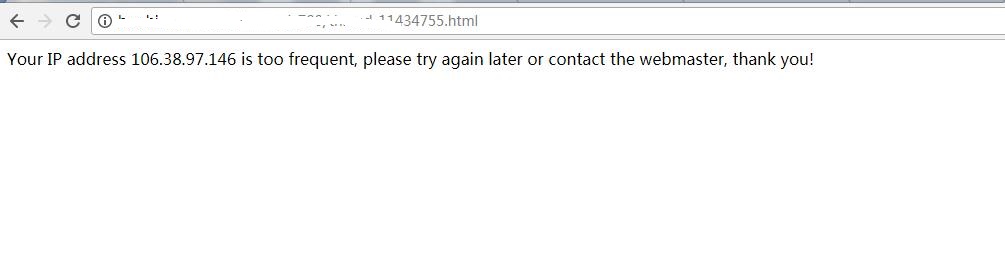 11434755.html
Your IP address 106.38.97.146 is too frequent, please try again later or contact the webmaster, thank you!